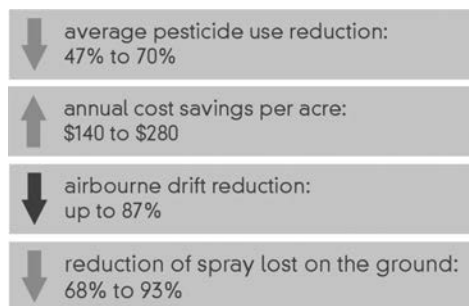 average pesticide use reduction:
47% to 70%
annual cost savings per acre:
$140 to $280
airbourne drift reduction:
up to 87%
reduction of spray lost on the ground:
68% to 93%